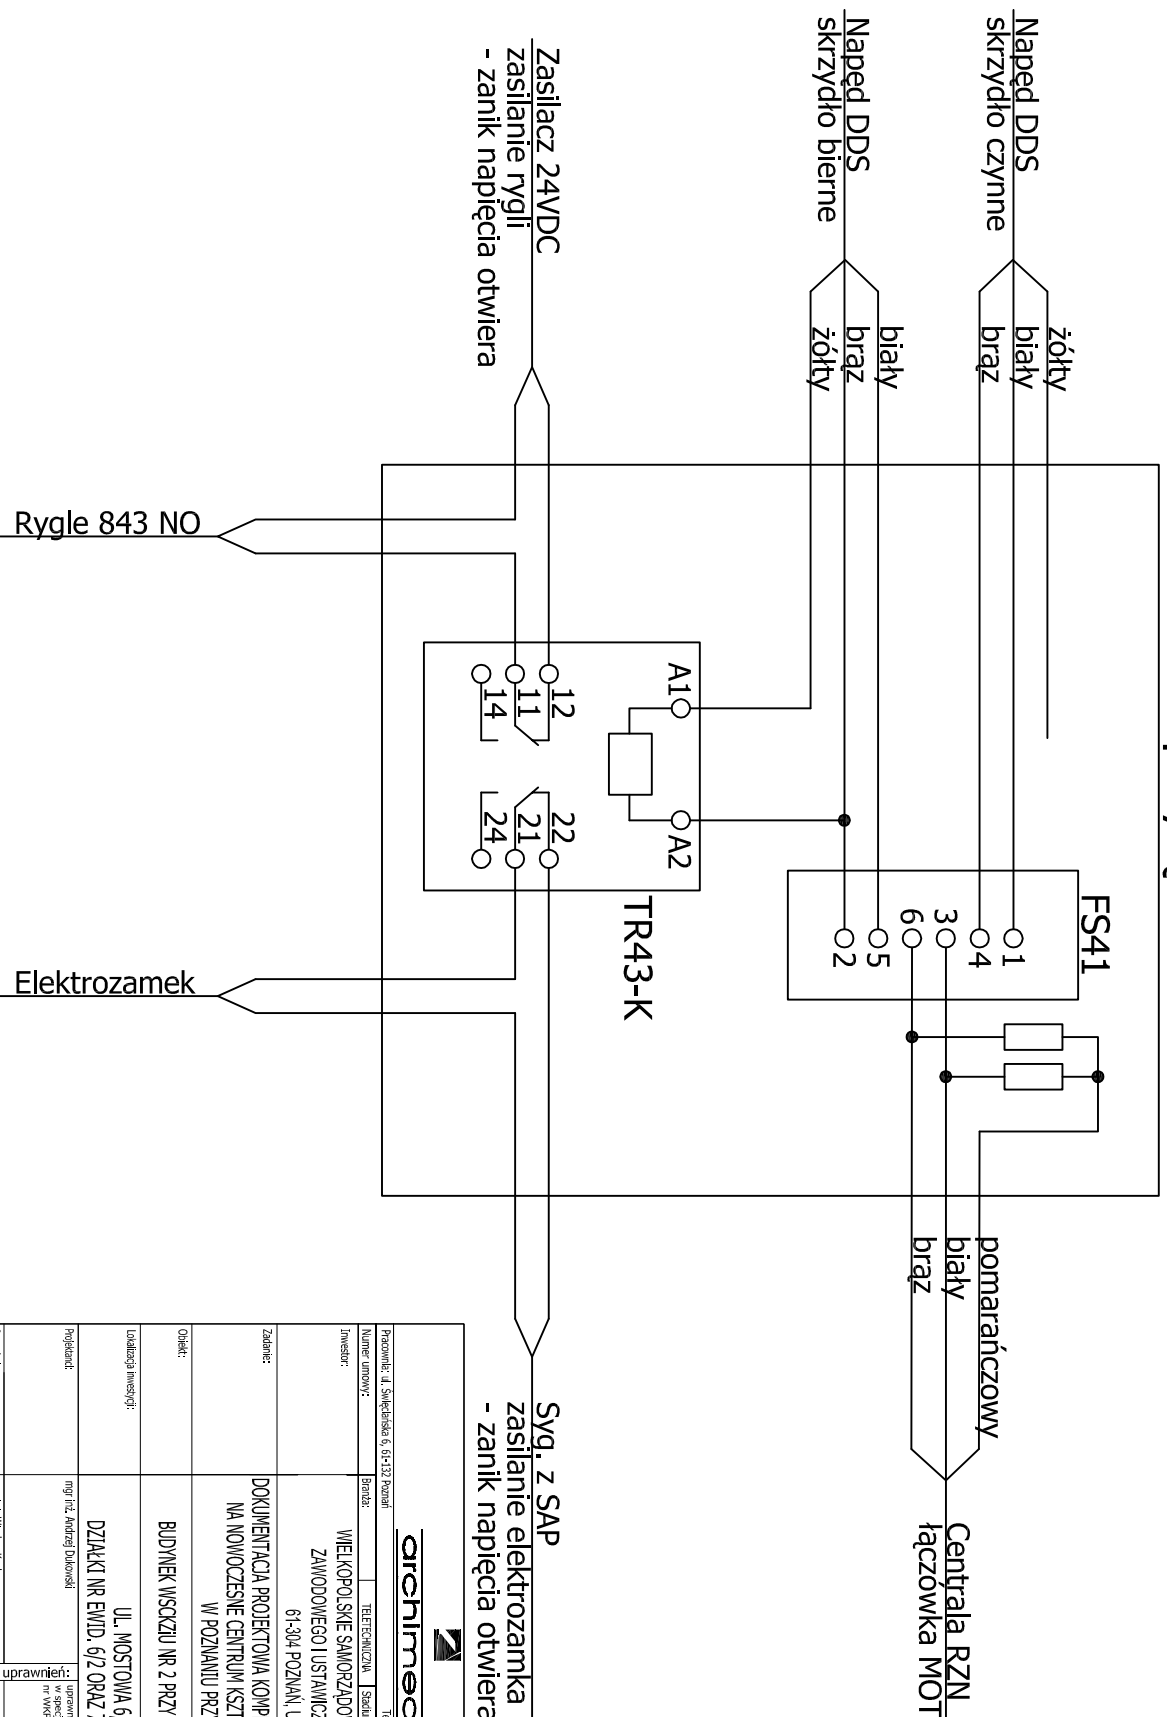 Napęd DDS
skrzydło czynne
żółty
biały
brąz
Napęd DDS
skrzydło bierne
biały
brąz
żółty
Zasilacz 24VDC
zasilanie rygli
- zanik napięcia otwiera
Rygle 843 NO
Elektrozamek
A1
A2
12
11
14
22
21
24
TR43-K
FS41
1
4
3
6
5
2
pomarańczowy
biały
brąz
Centrala RZN
łączówka MOT
Syg. z SAP
zasilanie elektrozamka
- zanik napięcia otwiera
Pracownia: ul. Święciańska 6, 61-132 Poznań
Numer umowy:
Branża:
TELETECHNICZNA
Inwestor:
WIELKOPOLSKIE
ZAWODOWEGO I
61-304 POZNAŃ,
Zadanie:
DOKUMENTACJA PROJEKTOWA
NA NOWOCZESNE CENTRUM
W POZNANIU
Obiekt:
BUDYNEK WSCKZiU NR 2 PRZY
Lokalizacja inwestycji:
UL. MOSTOWA 6
DZIAŁKI NR EWID. 6/2 ORAZ
Projektant:
mgr inż. Andrzej Dukowski
uprawnień: